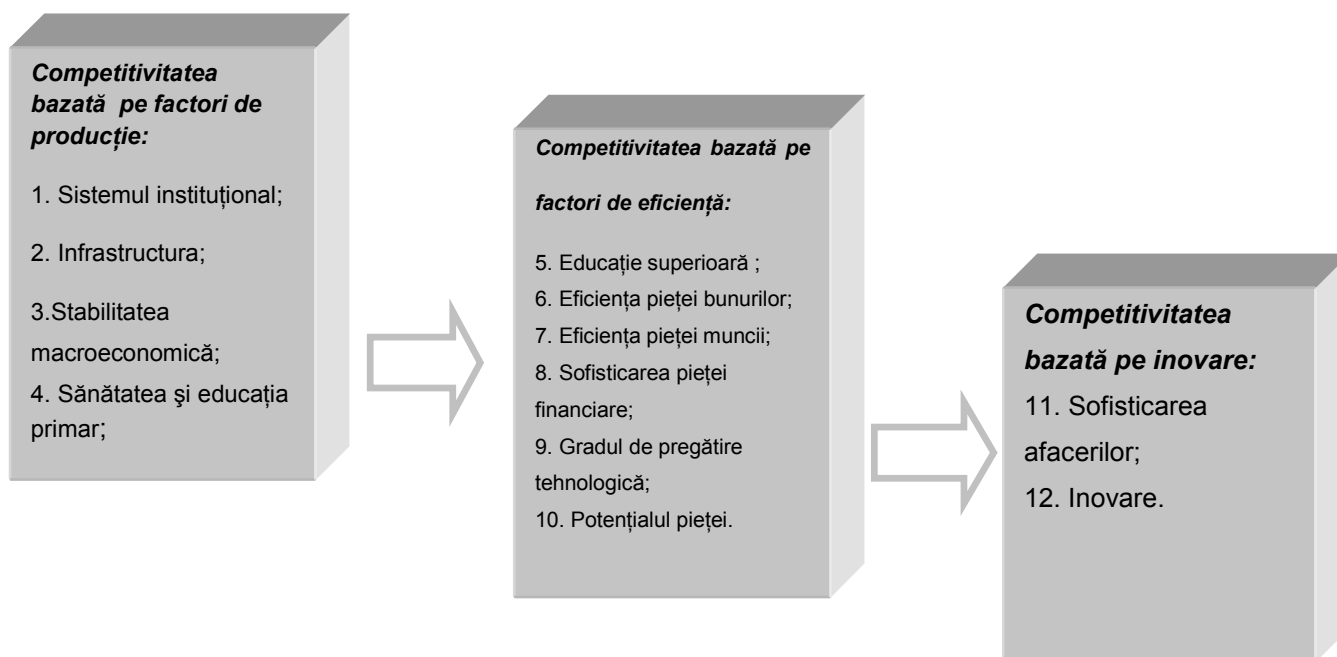 Competitivitatea
bazată pe factori de
producție:
1. Sistemul instituțional;
2. Infrastructura;
3.Stabilitatea
macroeconomică;
4. Sănătatea şi educația
primar;
Competitivitatea bazată pe
factori de eficiență:
5. Educație superioară ;
6. Eficiența pieței bunurilor;
7. Eficiența pieței muncii;
8. Sofisticarea pieței
financiare;
9. Gradul de pregătire
tehnologică;
10. Potențialul pieței.
Competitivitatea
bazată pe inovare:
11. Sofisticarea
afacerilor;
12. Inovare.